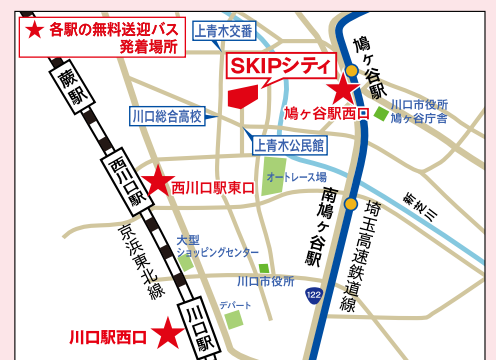 ★ 各駅の無料送迎バス
発着場所
上青木交番
鳩ヶ谷駅
SKIPシティ
蕨駅
鳩ヶ谷駅西口
川口市役所
鳩ヶ谷庁舎
川口総合高校
上青木公民館
西川口駅
西川口駅東口
オートレース場
新芝川
南鳩ヶ谷駅
埼玉高速鉄道線
京浜東北線
大型
ショッピングセンター
川口市役所
122
デパート
川口駅
川口駅西口